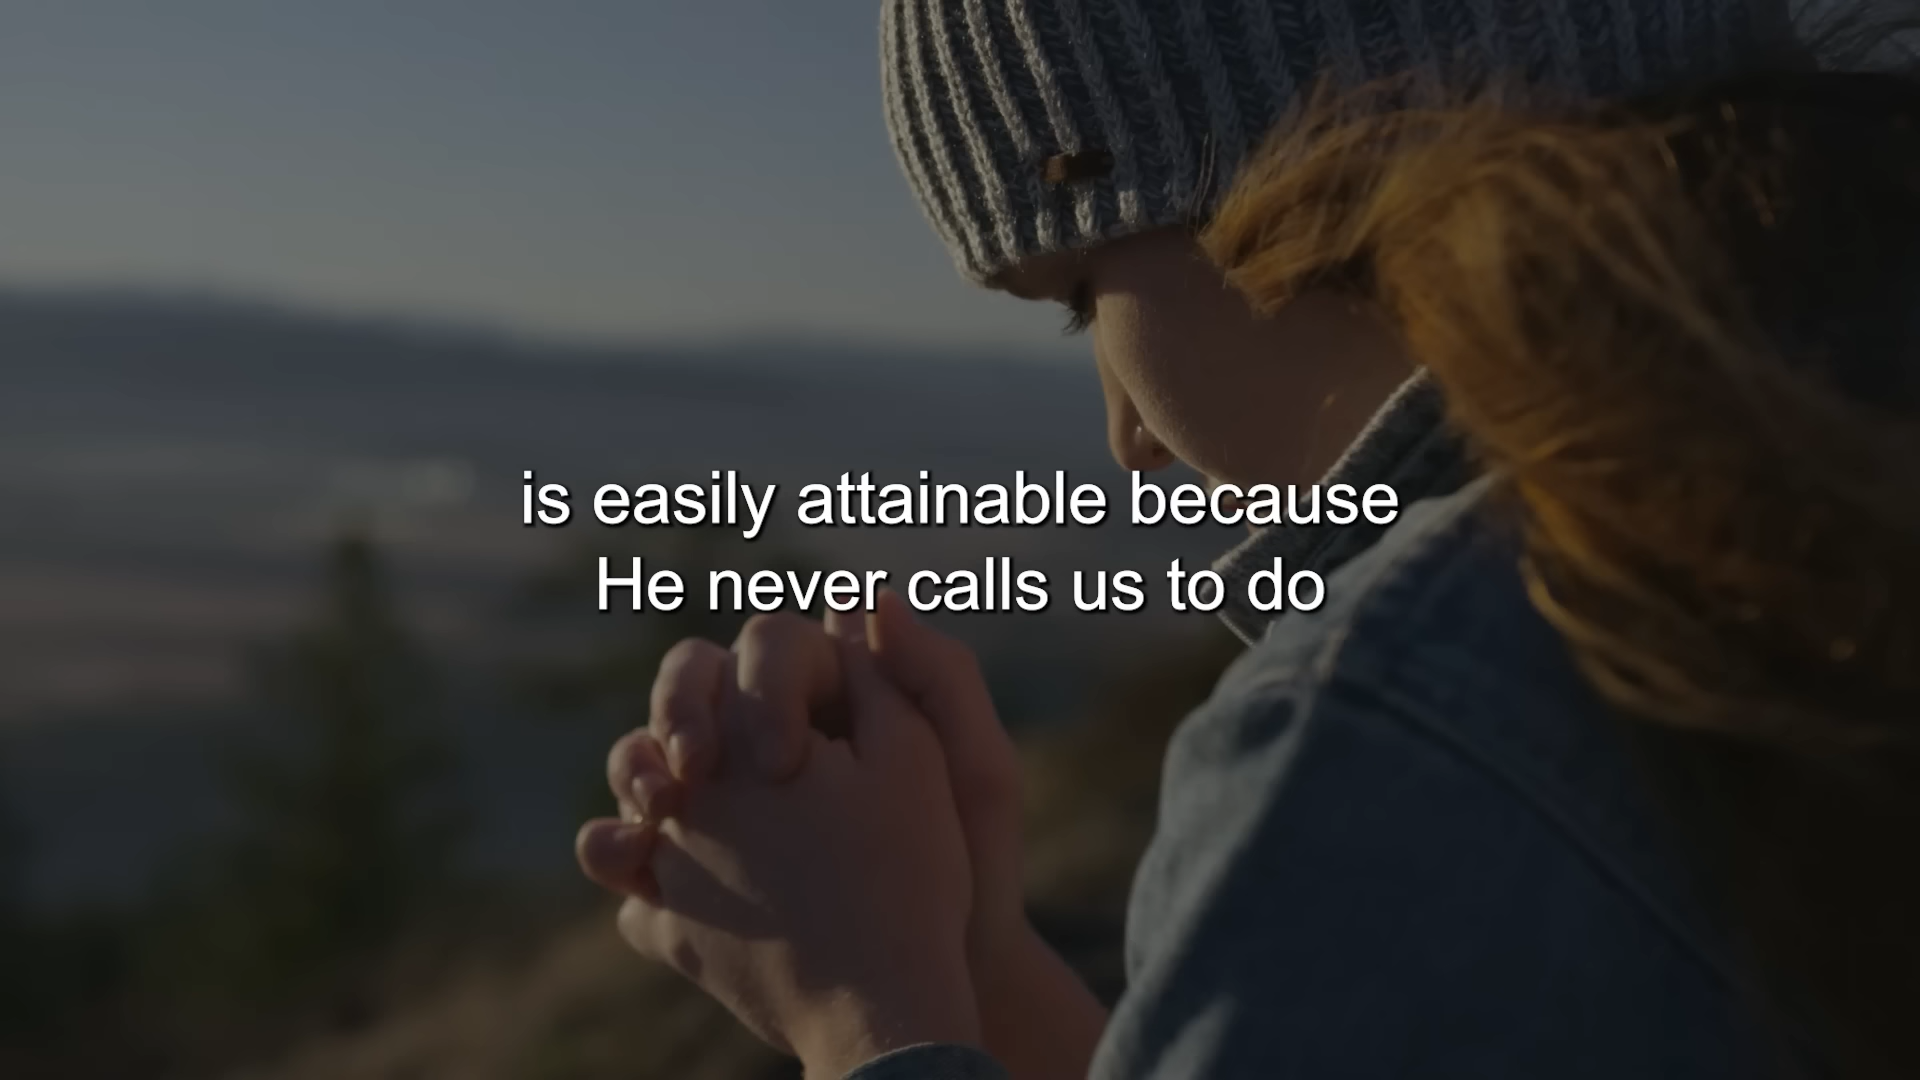 is easily attainable because
He never calls us to do